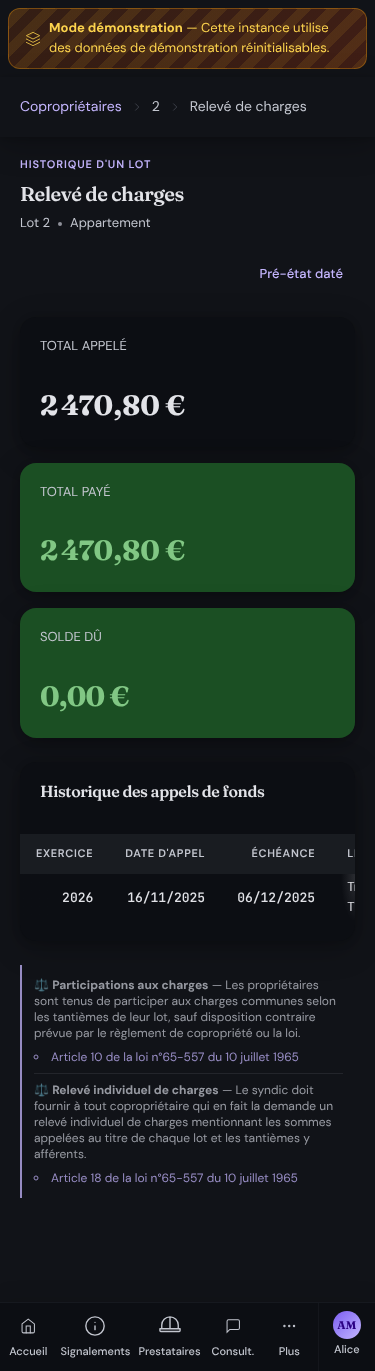 Mode démonstration — Cette instance utilise
des données de démonstration réinitialisables.
Copropriétaires > 2 > Relevé de charges
HISTORIQUE D'UN LOT
Relevé de charges
Lot 2 • Appartement
Pré-état daté
TOTAL APPELÉ
2 470,80 €
TOTAL PAYÉ
2 470,80 €
SOLDE DÛ
0,00 €
Historique des appels de fonds
EXERCICE DATE D'APPEL ÉCHÉANCE
2026 16/11/2025 06/12/2025
⚖️ Participations aux charges — Les propriétaires
sont tenus de participer aux charges communes selon
les tantièmes de leur lot, sauf disposition contraire
prévue par le règlement de copropriété ou la loi.
Article 10 de la loi n°65-557 du 10 juillet 1965
⚖️ Relevé individuel de charges — Le syndic doit
fournir à tout copropriétaire qui en fait la demande un
relevé individuel de charges mentionnant les sommes
appelées au titre de chaque lot et les tantièmes y
afférents.
Article 18 de la loi n°65-557 du 10 juillet 1965
AM
Accueil Signalements Prestataires Consult. Plus Alice